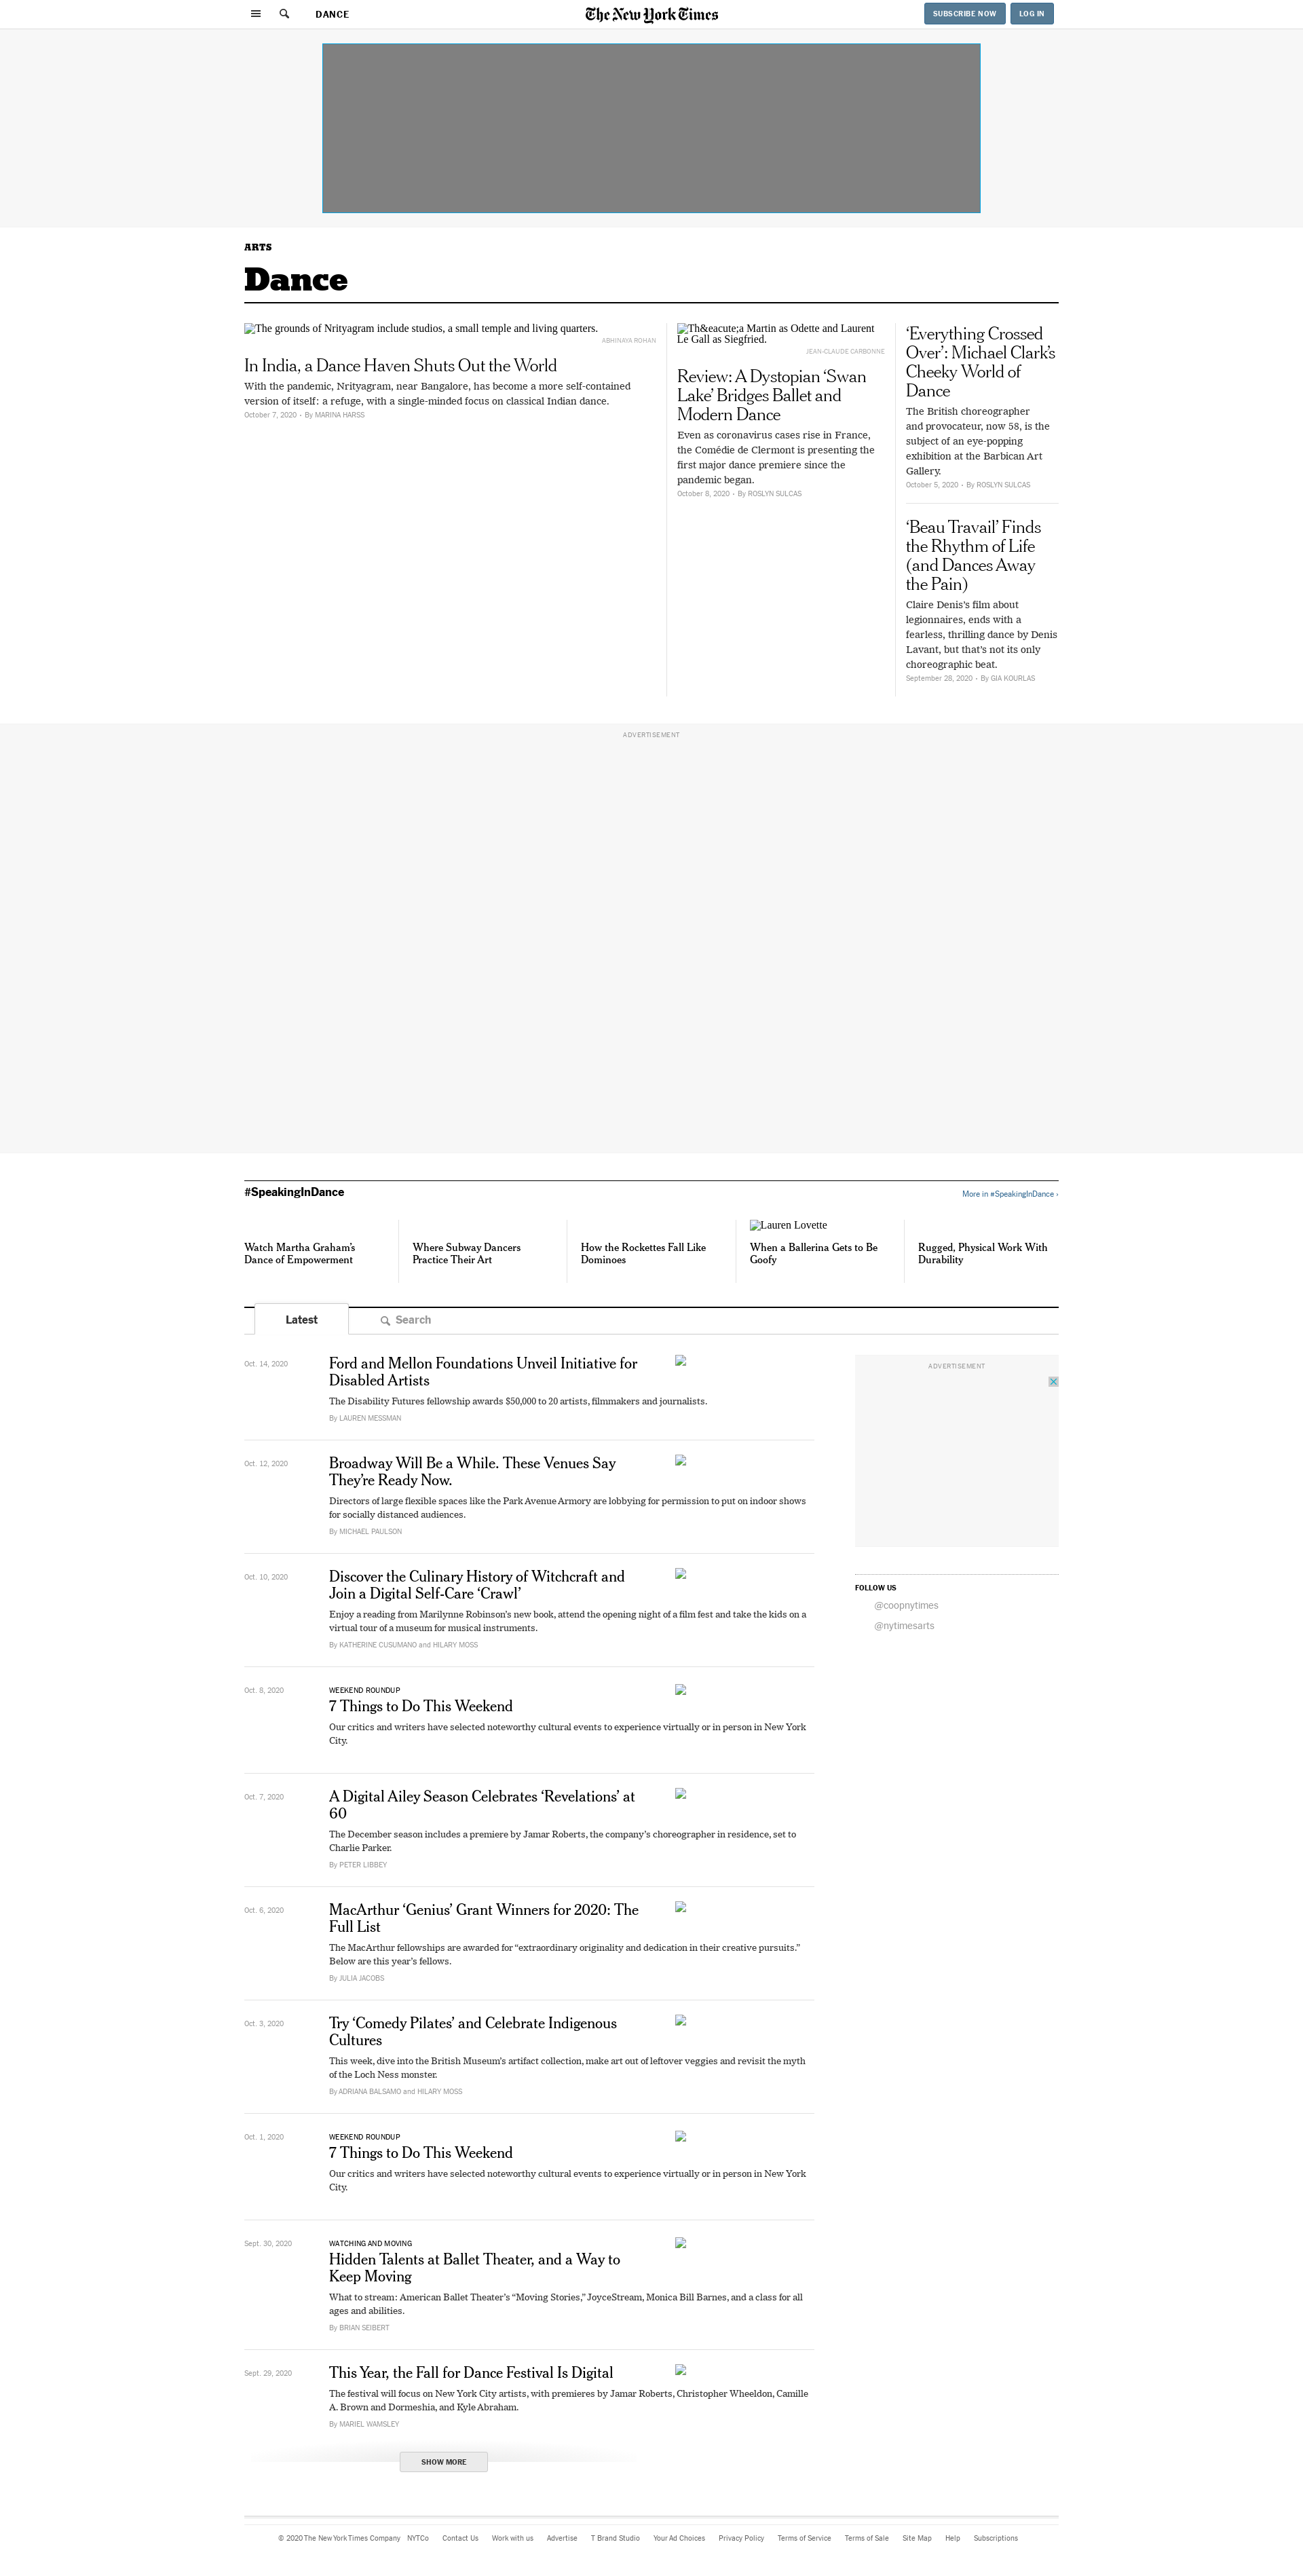 DANCE
The New York Times
SUBSCRIBE NOW
LOG IN
ARTS
Dance
The grounds of Nrityagram include studios, a small temple and living quarters.
ABHINAVA ROHAN
In India, a Dance Haven Shuts Out the World
With the pandemic, Nrityagram, near Bangalore, has become a more self-contained
version of itself: a refuge, with a single-minded focus on classical Indian dance.
October 7, 2020 • By MARINA HARSS
Th&eacute;a Martin as Odette and Laurent
Le Gall as Siegfried.
JEAN-CLAUDE CARBONNE
Review: A Dystopian ‘Swan
Lake’ Bridges Ballet and
Modern Dance
Even as coronavirus cases rise in France,
the Comédie de Clermont is presenting the
first major dance premiere since the
pandemic began.
October 8, 2020 • By ROSLYN SULCAS
‘Everything Crossed
Over’: Michael Clark’s
Cheeky World of
Dance
The British choreographer
and provocateur, now 58, is the
subject of an eye-popping
exhibition at the Barbican Art
Gallery.
October 5, 2020 • By ROSLYN SULCAS
‘Beau Travail’ Finds
the Rhythm of Life
(and Dances Away
the Pain)
Claire Denis’s film about
legionnaires, ends with a
fearless, thrilling dance by Denis
Lavant, but that’s not its only
choreographic beat.
September 28, 2020 • By GIA KOURLAS
ADVERTISEMENT
#SpeakingInDance
More in #SpeakingInDance ›
Watch Martha Graham’s
Dance of Empowerment
Where Subway Dancers
Practice Their Art
How the Rockettes Fall Like
Dominoes
Lauren Lovette
When a Ballerina Gets to Be
Goofy
Rugged, Physical Work With
Durability
Latest
Search
Oct. 14, 2020
Ford and Mellon Foundations Unveil Initiative for
Disabled Artists
The Disability Futures fellowship awards $50,000 to 20 artists, filmmakers and journalists.
By LAUREN MESSMAN
Oct. 12, 2020
Broadway Will Be a While. These Venues Say
They’re Ready Now.
Directors of large flexible spaces like the Park Avenue Armory are lobbying for permission to put on indoor shows
for socially distanced audiences.
By MICHAEL PAULSON
Oct. 10, 2020
Discover the Culinary History of Witchcraft and
Join a Digital Self-Care ‘Crawl’
Enjoy a reading from Marilynne Robinson’s new book, attend the opening night of a film fest and take the kids on a
virtual tour of a museum for musical instruments.
By KATHERINE CUSUMANO and HILARY MOSS
Oct. 8, 2020
WEEKEND ROUNDUP
7 Things to Do This Weekend
Our critics and writers have selected noteworthy cultural events to experience virtually or in person in New York
City.
Oct. 7, 2020
A Digital Ailey Season Celebrates ‘Revelations’ at
60
The December season includes a premiere by Jamar Roberts, the company’s choreographer in residence, set to
Charlie Parker.
By PETER LIBBEY
Oct. 6, 2020
MacArthur ‘Genius’ Grant Winners for 2020: The
Full List
The MacArthur fellowships are awarded for “extraordinary originality and dedication in their creative pursuits.”
Below are this year’s fellows.
By JULIA JACOBS
Oct. 3, 2020
Try ‘Comedy Pilates’ and Celebrate Indigenous
Cultures
This week, dive into the British Museum’s artifact collection, make art out of leftover veggies and revisit the myth
of the Loch Ness monster.
By ADRIANA BALSAMO and HILARY MOSS
Oct. 1, 2020
WEEKEND ROUNDUP
7 Things to Do This Weekend
Our critics and writers have selected noteworthy cultural events to experience virtually or in person in New York
City.
Sept. 30, 2020
WATCHING AND MOVING
Hidden Talents at Ballet Theater, and a Way to
Keep Moving
What to stream: American Ballet Theater’s “Moving Stories,” JoyceStream, Monica Bill Barnes, and a class for all
ages and abilities.
By BRIAN SEIBERT
Sept. 29, 2020
This Year, the Fall for Dance Festival Is Digital
The festival will focus on New York City artists, with premieres by Jamar Roberts, Christopher Wheeldon, Camille
A. Brown and Dormeshia, and Kyle Abraham.
By MARIEL WAMSLEY
SHOW MORE
ADVERTISEMENT
FOLLOW US
@coopnytimes
@nytimesarts
© 2020 The New York Times Company NYTCo Contact Us Work with us Advertise T Brand Studio Your Ad Choices Privacy Policy Terms of Service Terms of Sale Site Map Help Subscriptions